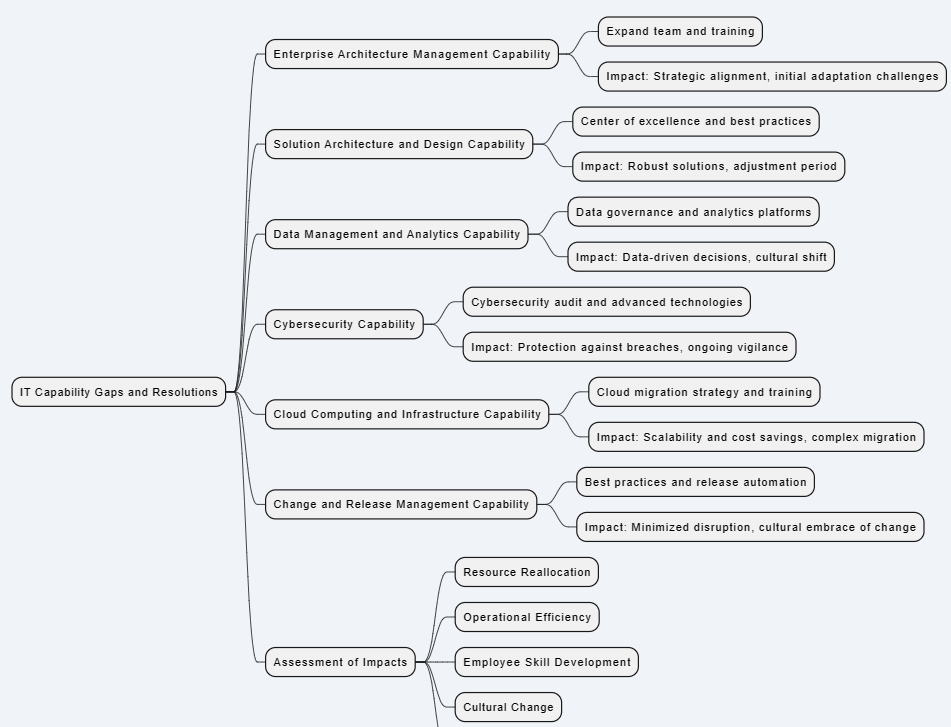 IT Capability Gaps and Resolutions
Enterprise Architecture Management Capability
Expand team and training
Impact: Strategic alignment, initial adaptation challenges
Solution Architecture and Design Capability
Center of excellence and best practices
Impact: Robust solutions, adjustment period
Data Management and Analytics Capability
Data governance and analytics platforms
Impact: Data-driven decisions, cultural shift
Cybersecurity Capability
Cybersecurity audit and advanced technologies
Impact: Protection against breaches, ongoing vigilance
Cloud Computing and Infrastructure Capability
Cloud migration strategy and training
Impact: Scalability and cost savings, complex migration
Change and Release Management Capability
Best practices and release automation
Impact: Minimized disruption, cultural embrace of change
Assessment of Impacts
Resource Reallocation
Operational Efficiency
Employee Skill Development
Cultural Change